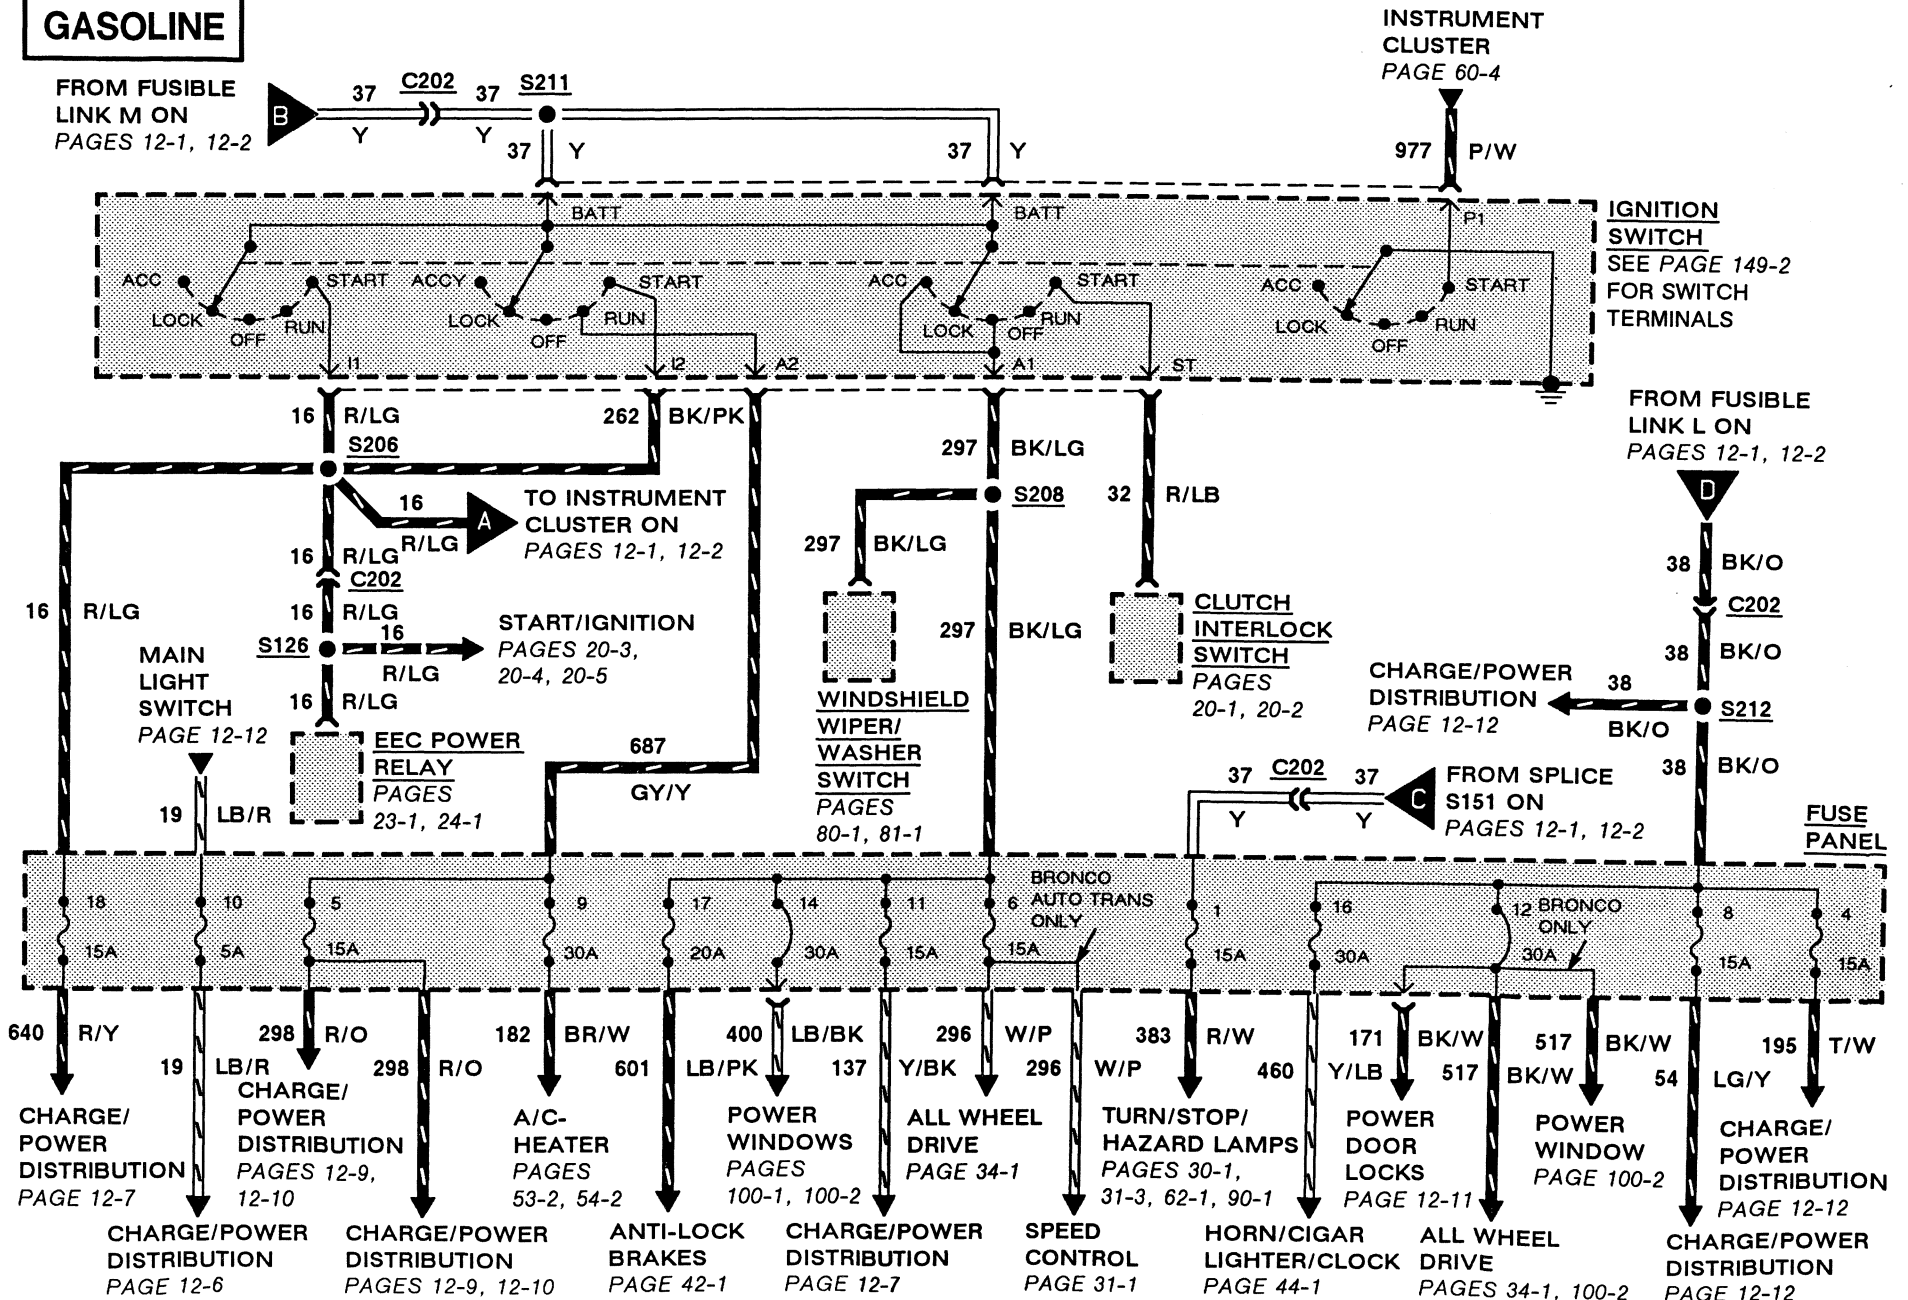 GASOLINE
FROM FUSIBLE
LINK M ON
PAGES 12-1, 12-2
B
37
Y
C202
37
Y
S211
37
Y
37
Y
INSTRUMENT
CLUSTER
PAGE 60-4
977
P/W
IGNITION
SWITCH
SEE PAGE 149-2
FOR SWITCH
TERMINALS
BATT
BATT
P1
ACC
LOCK
OFF
RUN
START
ACCY
LOCK
OFF
RUN
START
ACC
LOCK
OFF
RUN
START
ACC
LOCK
OFF
RUN
START
I1
I2
A2
A1
ST
16
R/LG
262
BK/PK
S206
16
R/LG
A
TO INSTRUMENT
CLUSTER ON
PAGES 12-1, 12-2
16
R/LG
C202
16
R/LG
S126
16
R/LG
START/IGNITION
PAGES 20-3,
20-4, 20-5
16
R/LG
EEC POWER
RELAY
PAGES
23-1, 24-1
16
R/LG
MAIN
LIGHT
SWITCH
PAGE 12-12
19
LB/R
687
GY/Y
297
BK/LG
S208
297
BK/LG
297
BK/LG
WINDSHIELD
WIPER/
WASHER
SWITCH
PAGES
80-1, 81-1
32
R/LB
CLUTCH
INTERLOCK
SWITCH
PAGES
20-1, 20-2
FROM FUSIBLE
LINK L ON
PAGES 12-1, 12-2
D
38
BK/O
C202
38
BK/O
CHARGE/POWER
DISTRIBUTION
PAGE 12-12
38
BK/O
S212
38
BK/O
37
Y
C202
37
Y
C
FROM SPLICE
S151 ON
PAGES 12-1, 12-2
FUSE
PANEL
18
15A
10
5A
5
15A
9
30A
17
20A
14
30A
11
15A
6
15A
BRONCO
AUTO TRANS
ONLY
1
15A
16
30A
12
30A
BRONCO
ONLY
8
15A
4
15A
640
R/Y
CHARGE/
POWER
DISTRIBUTION
PAGE 12-7
19
LB/R
CHARGE/POWER
DISTRIBUTION
PAGE 12-6
298
R/O
CHARGE/
POWER
DISTRIBUTION
PAGES 12-9,
12-10
298
R/O
CHARGE/POWER
DISTRIBUTION
PAGES 12-9, 12-10
182
BR/W
A/C-
HEATER
PAGES
53-2, 54-2
601
LB/PK
ANTI-LOCK
BRAKES
PAGE 42-1
400
LB/BK
POWER
WINDOWS
PAGES
100-1, 100-2
137
Y/BK
CHARGE/POWER
DISTRIBUTION
PAGE 12-7
296
W/P
ALL WHEEL
DRIVE
PAGE 34-1
296
W/P
SPEED
CONTROL
PAGE 31-1
383
R/W
TURN/STOP/
HAZARD LAMPS
PAGES 30-1,
31-3, 62-1, 90-1
460
Y/LB
HORN/CIGAR
LIGHTER/CLOCK
PAGE 44-1
171
BK/W
POWER
DOOR
LOCKS
PAGE 12-11
517
BK/W
ALL WHEEL
DRIVE
PAGES 34-1, 100-2
517
BK/W
POWER
WINDOW
PAGE 100-2
54
LG/Y
CHARGE/POWER
DISTRIBUTION
PAGE 12-12
195
T/W
CHARGE/
POWER
DISTRIBUTION
PAGE 12-12